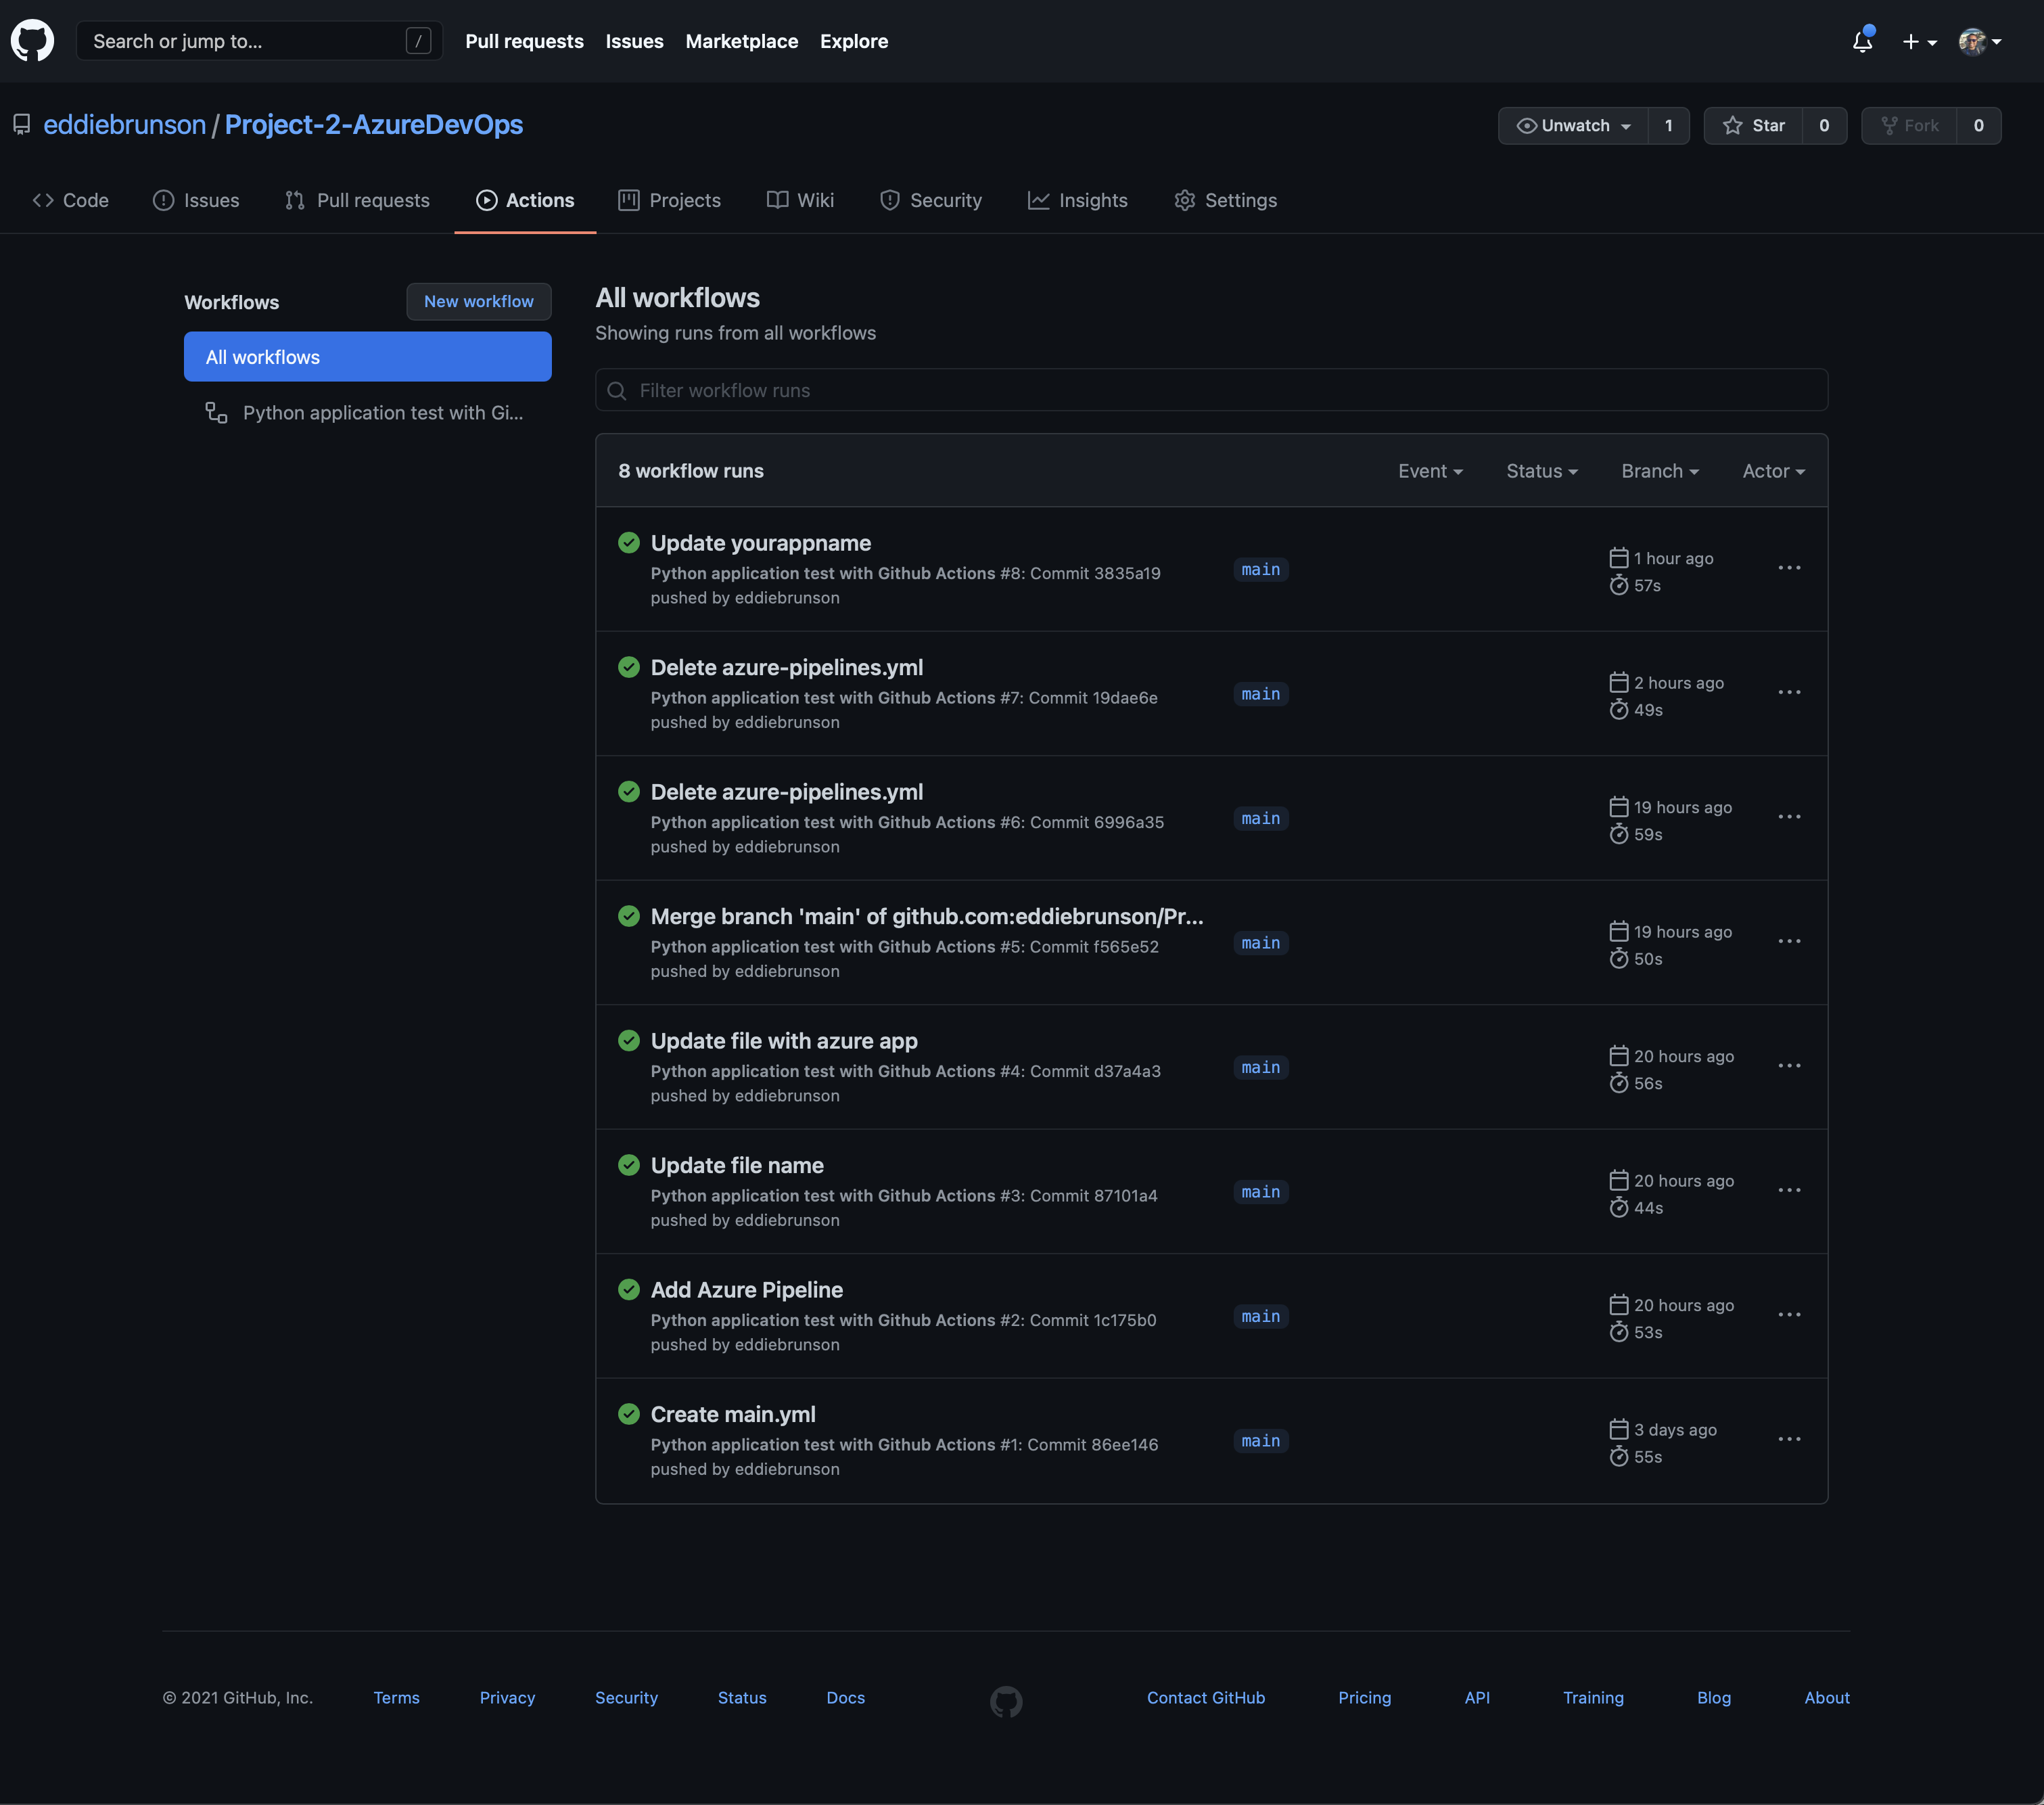 Search or jump to... /
Pull requests Issues Marketplace Explore
eddiebrunson / Project-2-AzureDevOps
Unwatch 1 Star 0 Fork 0
Code Issues Pull requests Actions Projects Wiki Security Insights Settings
Workflows New workflow
All workflows
Python application test with Gi...
All workflows
Showing runs from all workflows
Filter workflow runs
8 workflow runs Event Status Branch Actor
Update yourappname
Python application test with Github Actions #8: Commit 3835a19
pushed by eddiebrunson
main
1 hour ago
57s
Delete azure-pipelines.yml
Python application test with Github Actions #7: Commit 19dae6e
pushed by eddiebrunson
main
2 hours ago
49s
Delete azure-pipelines.yml
Python application test with Github Actions #6: Commit 6996a35
pushed by eddiebrunson
main
19 hours ago
59s
Merge branch 'main' of github.com:eddiebrunson/Pr...
Python application test with Github Actions #5: Commit f565e52
pushed by eddiebrunson
main
19 hours ago
50s
Update file with azure app
Python application test with Github Actions #4: Commit d37a4a3
pushed by eddiebrunson
main
20 hours ago
56s
Update file name
Python application test with Github Actions #3: Commit 87101a4
pushed by eddiebrunson
main
20 hours ago
44s
Add Azure Pipeline
Python application test with Github Actions #2: Commit 1c175b0
pushed by eddiebrunson
main
20 hours ago
53s
Create main.yml
Python application test with Github Actions #1: Commit 86ee146
pushed by eddiebrunson
main
3 days ago
55s
© 2021 GitHub, Inc. Terms Privacy Security Status Docs Contact GitHub Pricing API Training Blog About